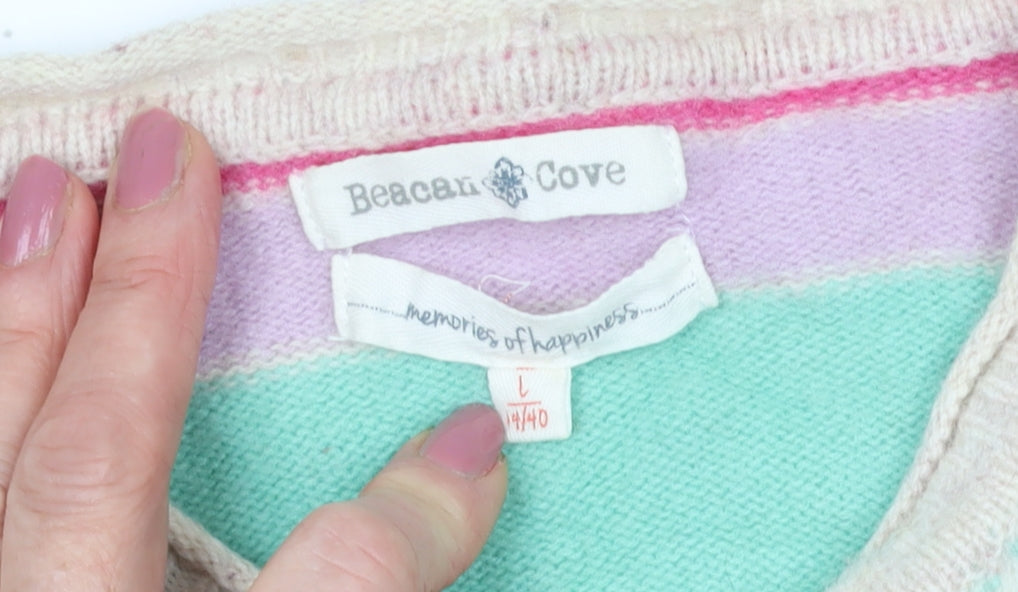 Beacan Cove
memories of happiness
L
14/40